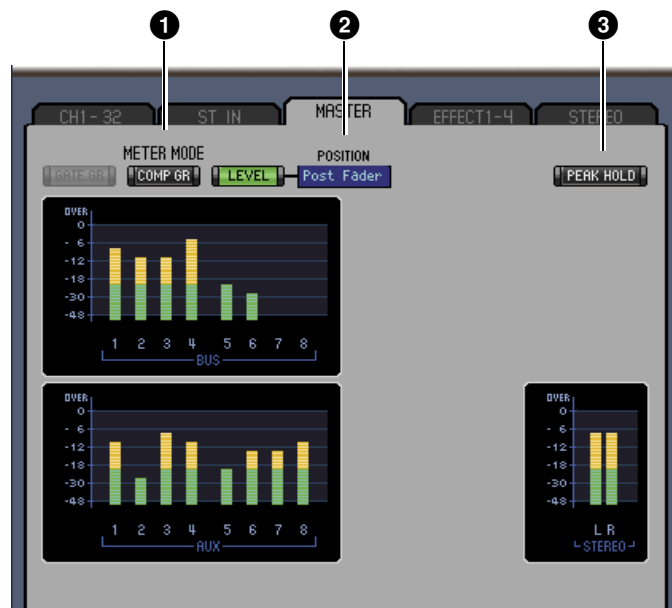 1 2 3
CH1-32 ST IN MASTER EFFECT1-4 STEREO
METER MODE POSITION
GATE GR COMP GR LEVEL Post Fader PEAK HOLD
OVER
0
- 6
-12
-18
-30
-48
1 2 3 4 5 6 7 8
BUS
OVER
0
- 6
-12
-18
-30
-48
1 2 3 4 5 6 7 8
AUX
OVER
0
- 6
-12
-18
-30
-48
L R
STEREO